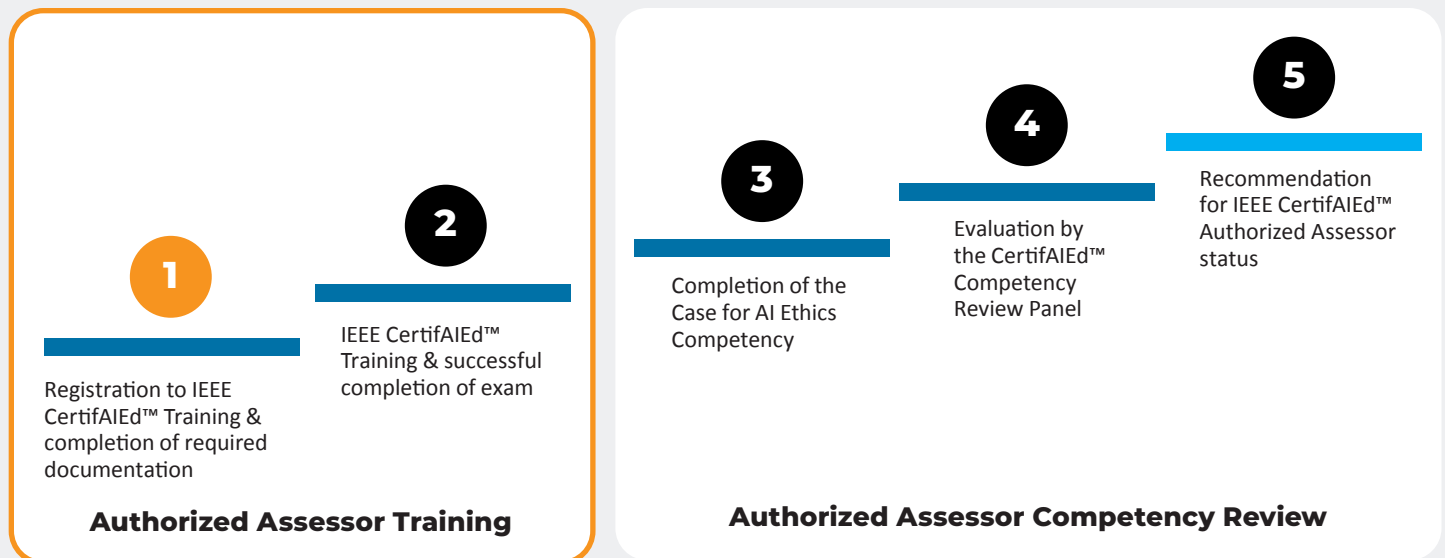 1
Registration to IEEE
CertifAIEd™ Training &
completion of required
documentation
2
IEEE CertifAIEd™
Training & successful
completion of exam
Authorized Assessor Training
3
Completion of the
Case for AI Ethics
Competency
4
Evaluation by
the CertifAIEd™
Competency
Review Panel
5
Recommendation
for IEEE CertifAIEd™
Authorized Assessor
status
Authorized Assessor Competency Review